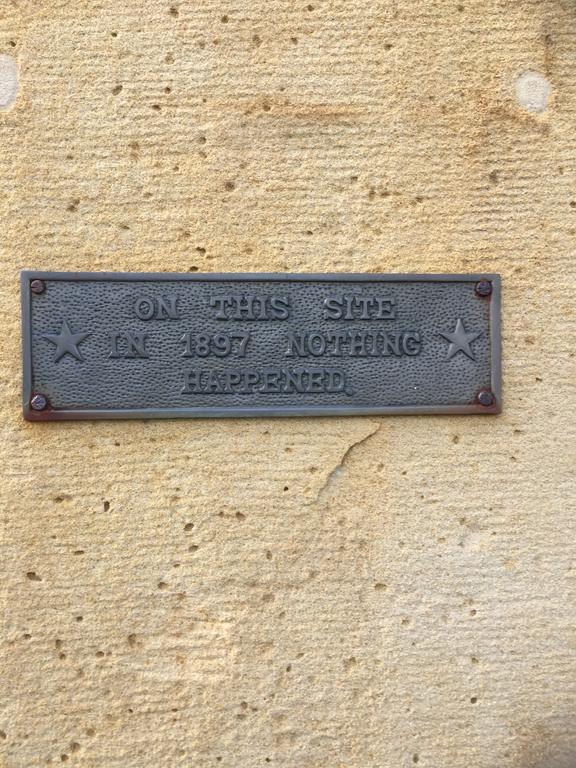 ON THIS SITE
IN 1897 NOTHING
HAPPENED.